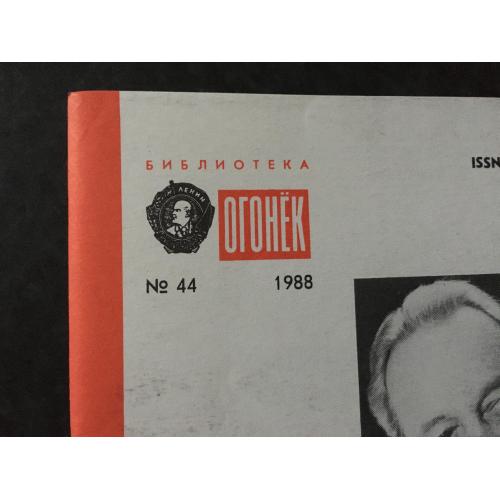 БИБЛИОТЕКА
ISSN
ЛЕНИН
ОГОНЁК
№ 44 1988